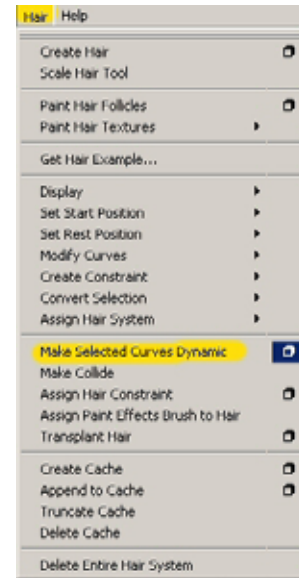 Hair Help
Create Hair
Scale Hair Tool
Paint Hair Follicles
Paint Hair Textures
Get Hair Example...
Display
Set Start Position
Set Rest Position
Modify Curves
Create Constraint
Convert Selection
Assign Hair System
Make Selected Curves Dynamic
Make Collide
Assign Hair Constraint
Assign Paint Effects Brush to Hair
Transplant Hair
Create Cache
Append to Cache
Truncate Cache
Delete Cache
Delete Entire Hair System